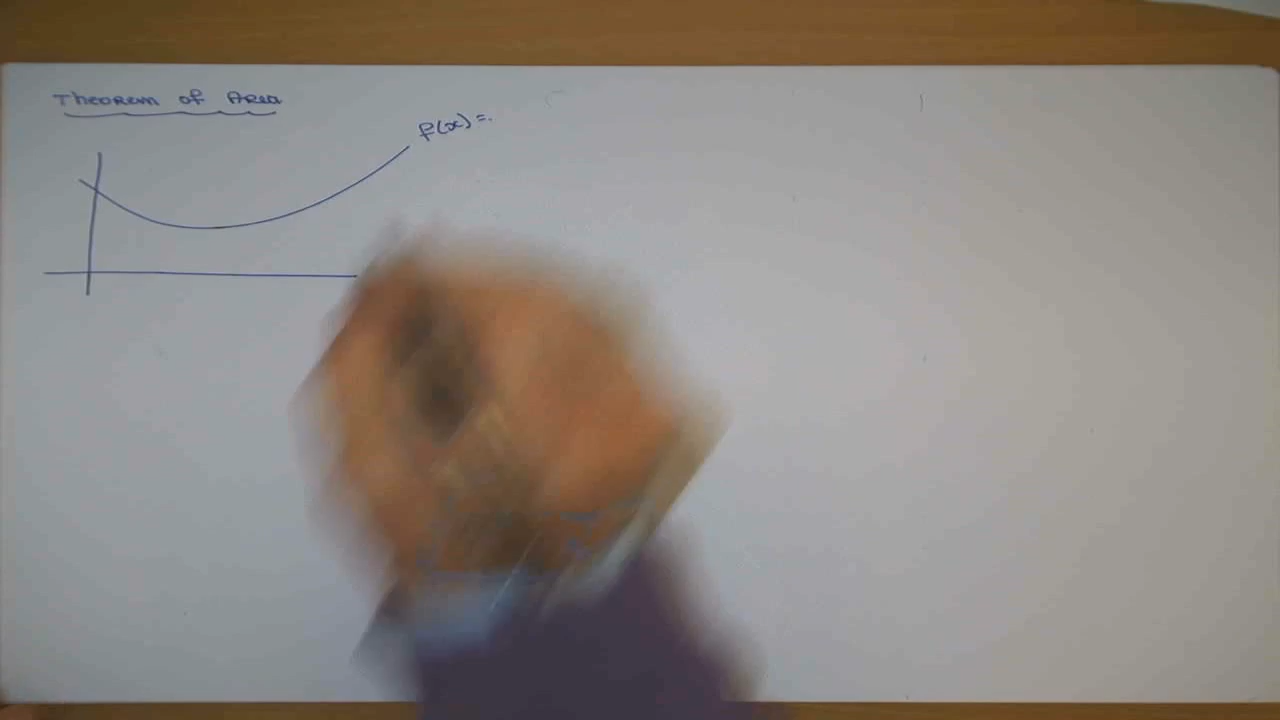 Theorem of Area
f(x) =